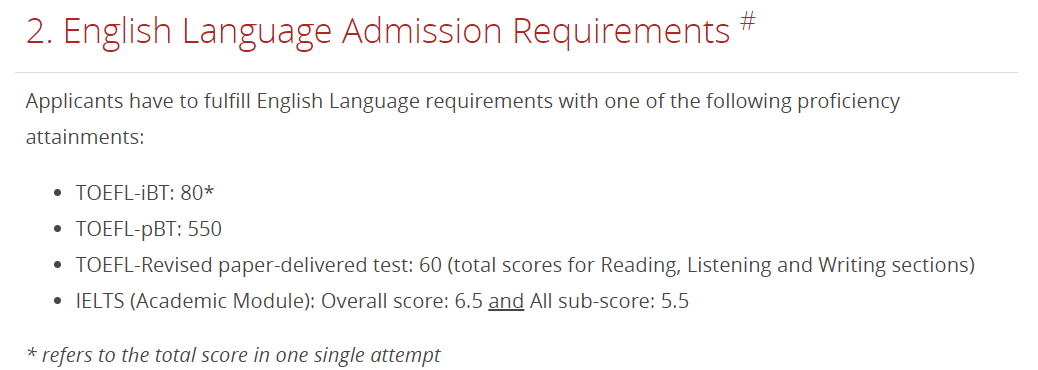 2. English Language Admission Requirements #
Applicants have to fulfill English Language requirements with one of the following proficiency
attainments:
• TOEFL-iBT: 80*
• TOEFL-pBT: 550
• TOEFL-Revised paper-delivered test: 60 (total scores for Reading, Listening and Writing sections)
• IELTS (Academic Module): Overall score: 6.5 and All sub-score: 5.5
* refers to the total score in one single attempt